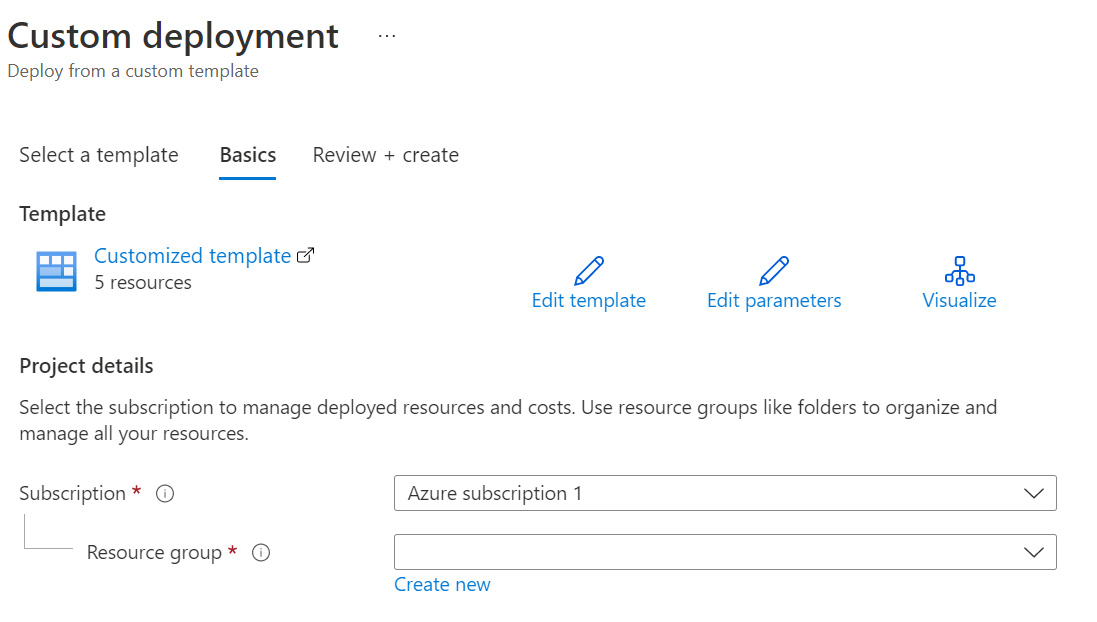 Custom deployment ...
Deploy from a custom template
Select a template Basics Review + create
Template
Customized template
5 resources
Edit template Edit parameters Visualize
Project details
Select the subscription to manage deployed resources and costs. Use resource groups like folders to organize and
manage all your resources.
Subscription * Azure subscription 1
Resource group *
Create new